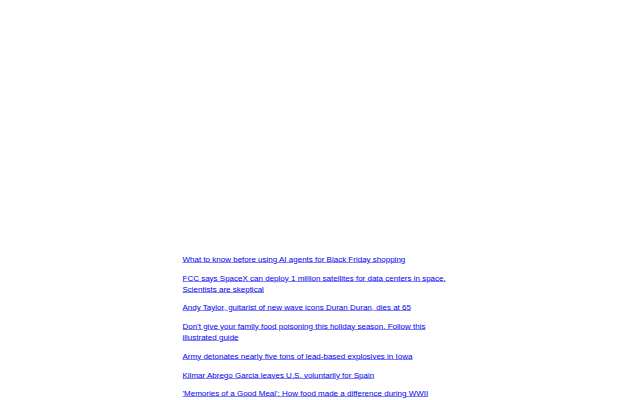 What to know before using AI agents for Black Friday shopping
FCC says SpaceX can deploy 1 million satellites for data centers in space.
Scientists are skeptical
Andy Taylor, guitarist of new wave icons Duran Duran, dies at 65
Don't give your family food poisoning this holiday season. Follow this
illustrated guide
Army detonates nearly five tons of lead-based explosives in Iowa
Kilmar Abrego Garcia leaves U.S. voluntarily for Spain
'Memories of a Good Meal': How food made a difference during WWII